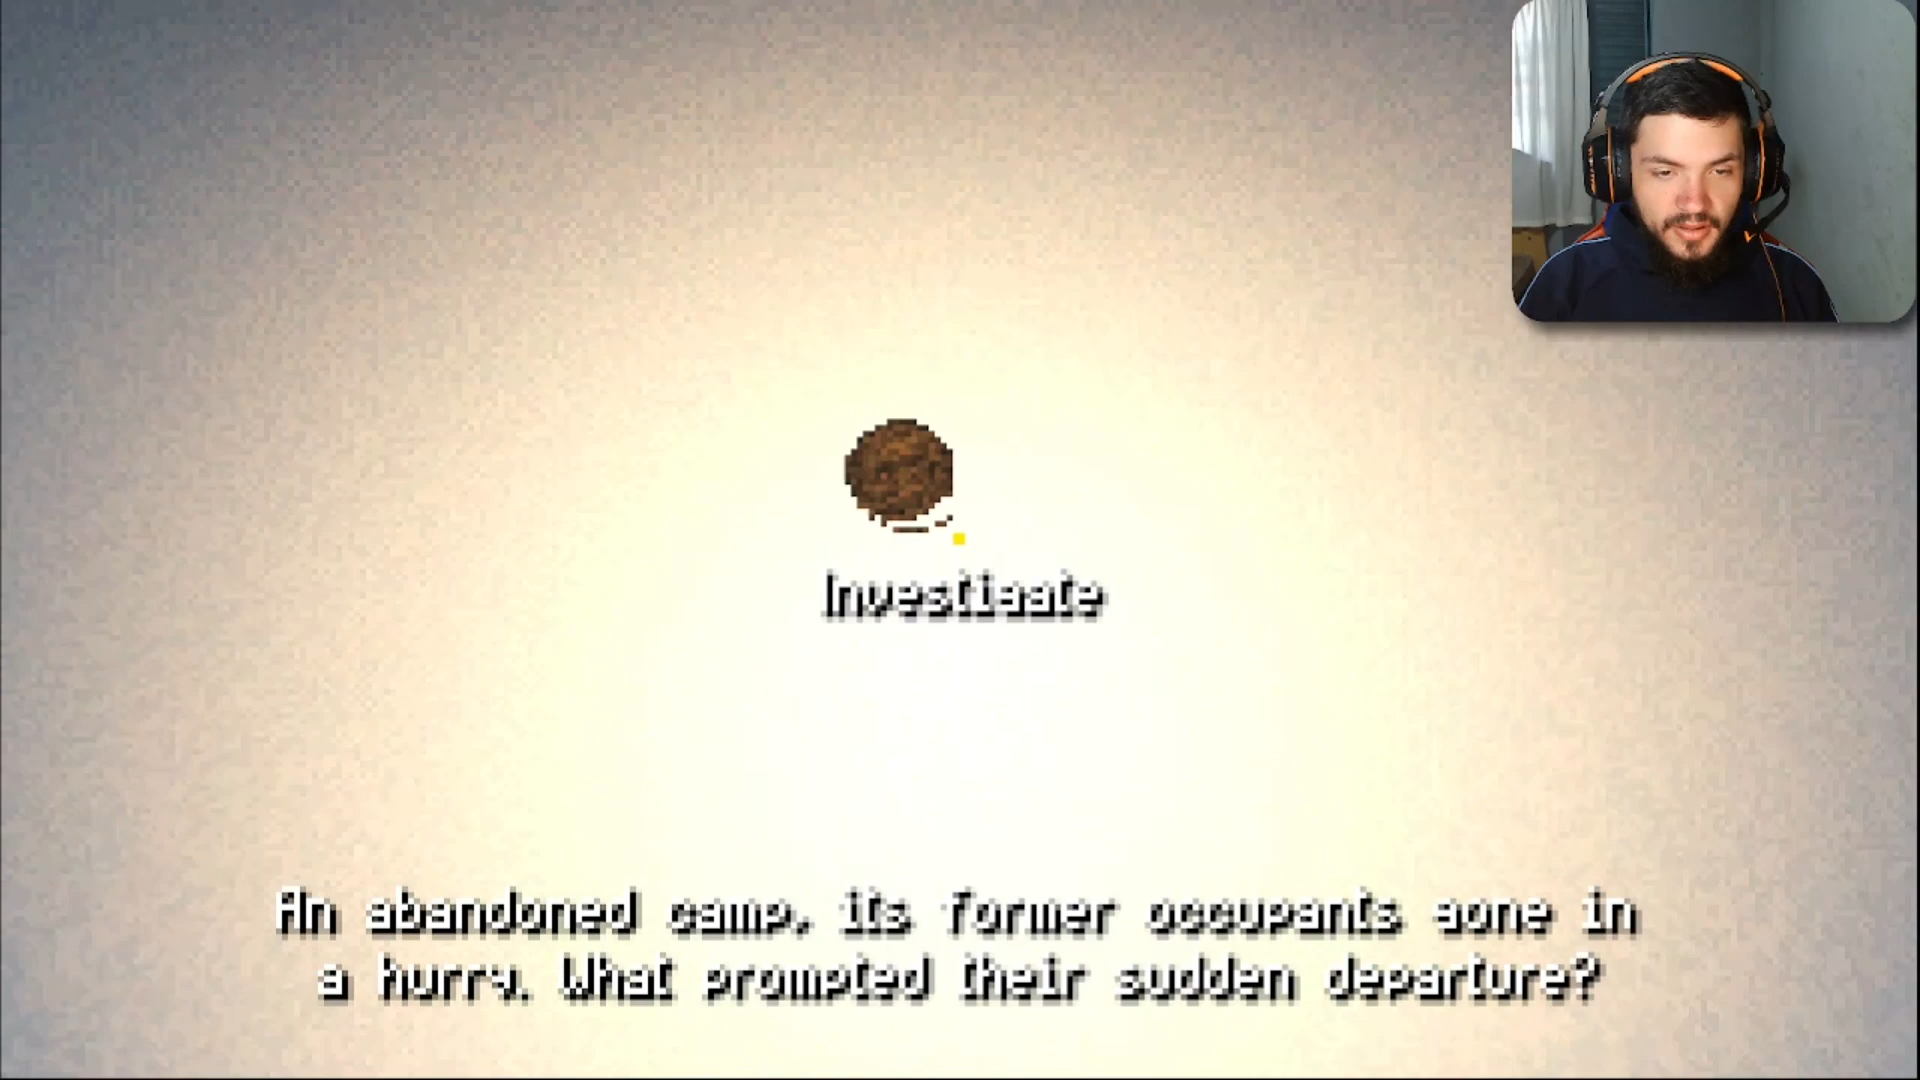 Investigate
An abandoned camp, its former occupants gone in
a hurry. What prompted their sudden departure?